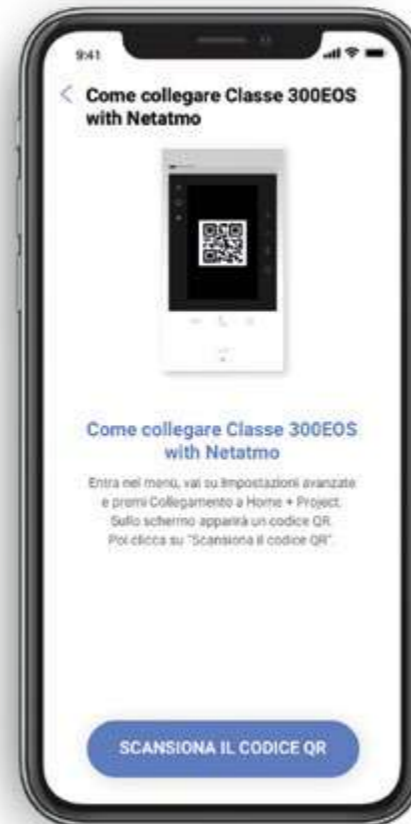 9:41
Come collegare Classe 300EOS
with Netatmo
Come collegare Classe 300EOS
with Netatmo
Entra nel menù, vai su Impostazioni avanzate
e premi Collegamento a Home + Project.
Sullo schermo apparirà un codice QR.
Poi clicca su "Scansiona il codice QR".
SCANSIONA IL CODICE QR